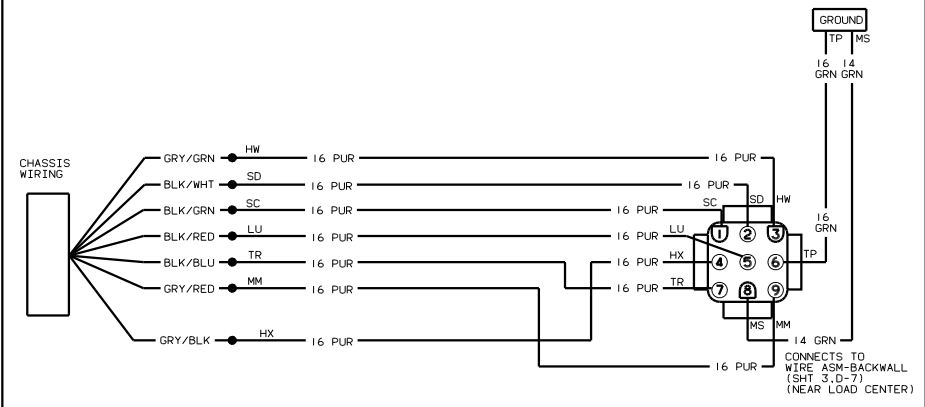 GROUND
TP MS
16 14
GRN GRN
CHASSIS
WIRING
GRY/GRN HW 16 PUR 16 PUR
BLK/WHT SD 16 PUR 16 PUR
BLK/GRN SC 16 PUR 16 PUR SC SD HW
BLK/RED LU 16 PUR 16 PUR LU 1 2 3
16
GRN
BLK/BLU TR 16 PUR 16 PUR HX 4 5 6 TP
GRY/RED MM 16 PUR 16 PUR TR 7 8 9
MS MM
GRY/BLK HX 16 PUR 14 GRN
16 PUR
CONNECTS TO
WIRE ASM-BACKWALL
(SHT 3,D-7)
(NEAR LOAD CENTER)